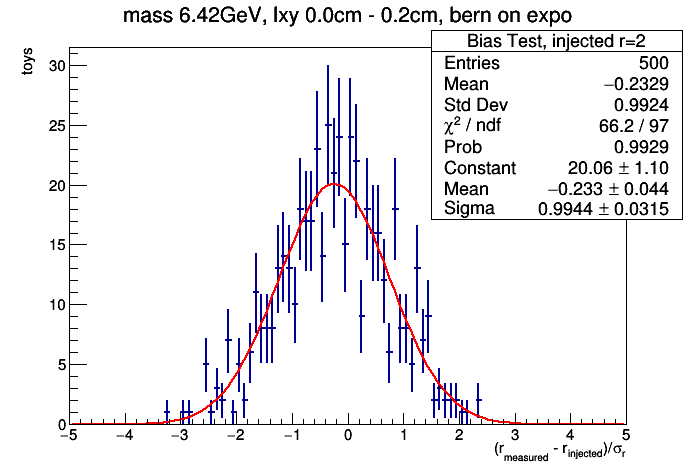 mass 6.42GeV, lxy 0.0cm - 0.2cm, bern on expo
toys
Bias Test, injected r=2
Entries 500
Mean −0.2329
Std Dev 0.9924
χ² / ndf 66.2 / 97
Prob 0.9929
Constant 20.06 ± 1.10
Mean −0.233 ± 0.044
Sigma 0.9944 ± 0.0315
30
25
20
15
10
5
0
−5 −4 −3 −2 −1 0 1 2 3 4 5
(r_measured - r_injected)/σ_r